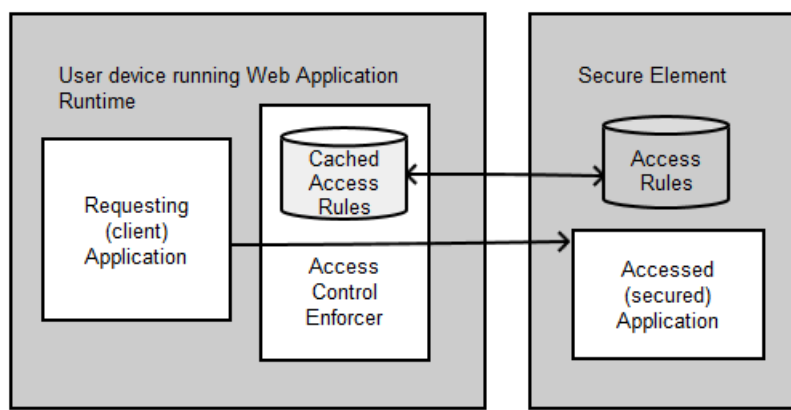 User device running Web Application
Runtime
Requesting
(client)
Application
Cached
Access
Rules
Access
Control
Enforcer
Secure Element
Access
Rules
Accessed
(secured)
Application